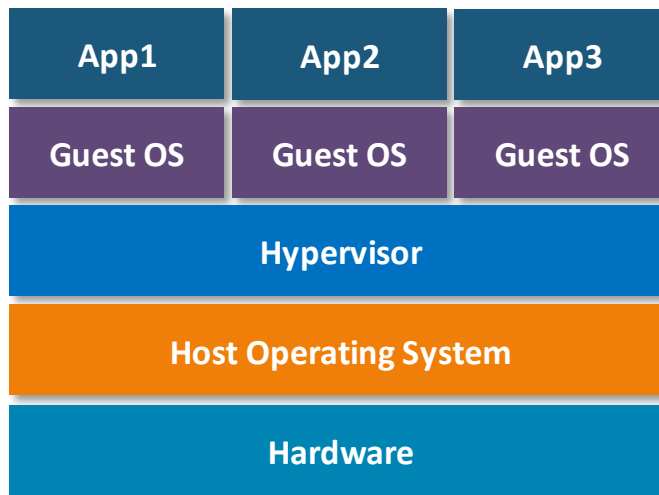 App1 App2 App3
Guest OS Guest OS Guest OS
Hypervisor
Host Operating System
Hardware